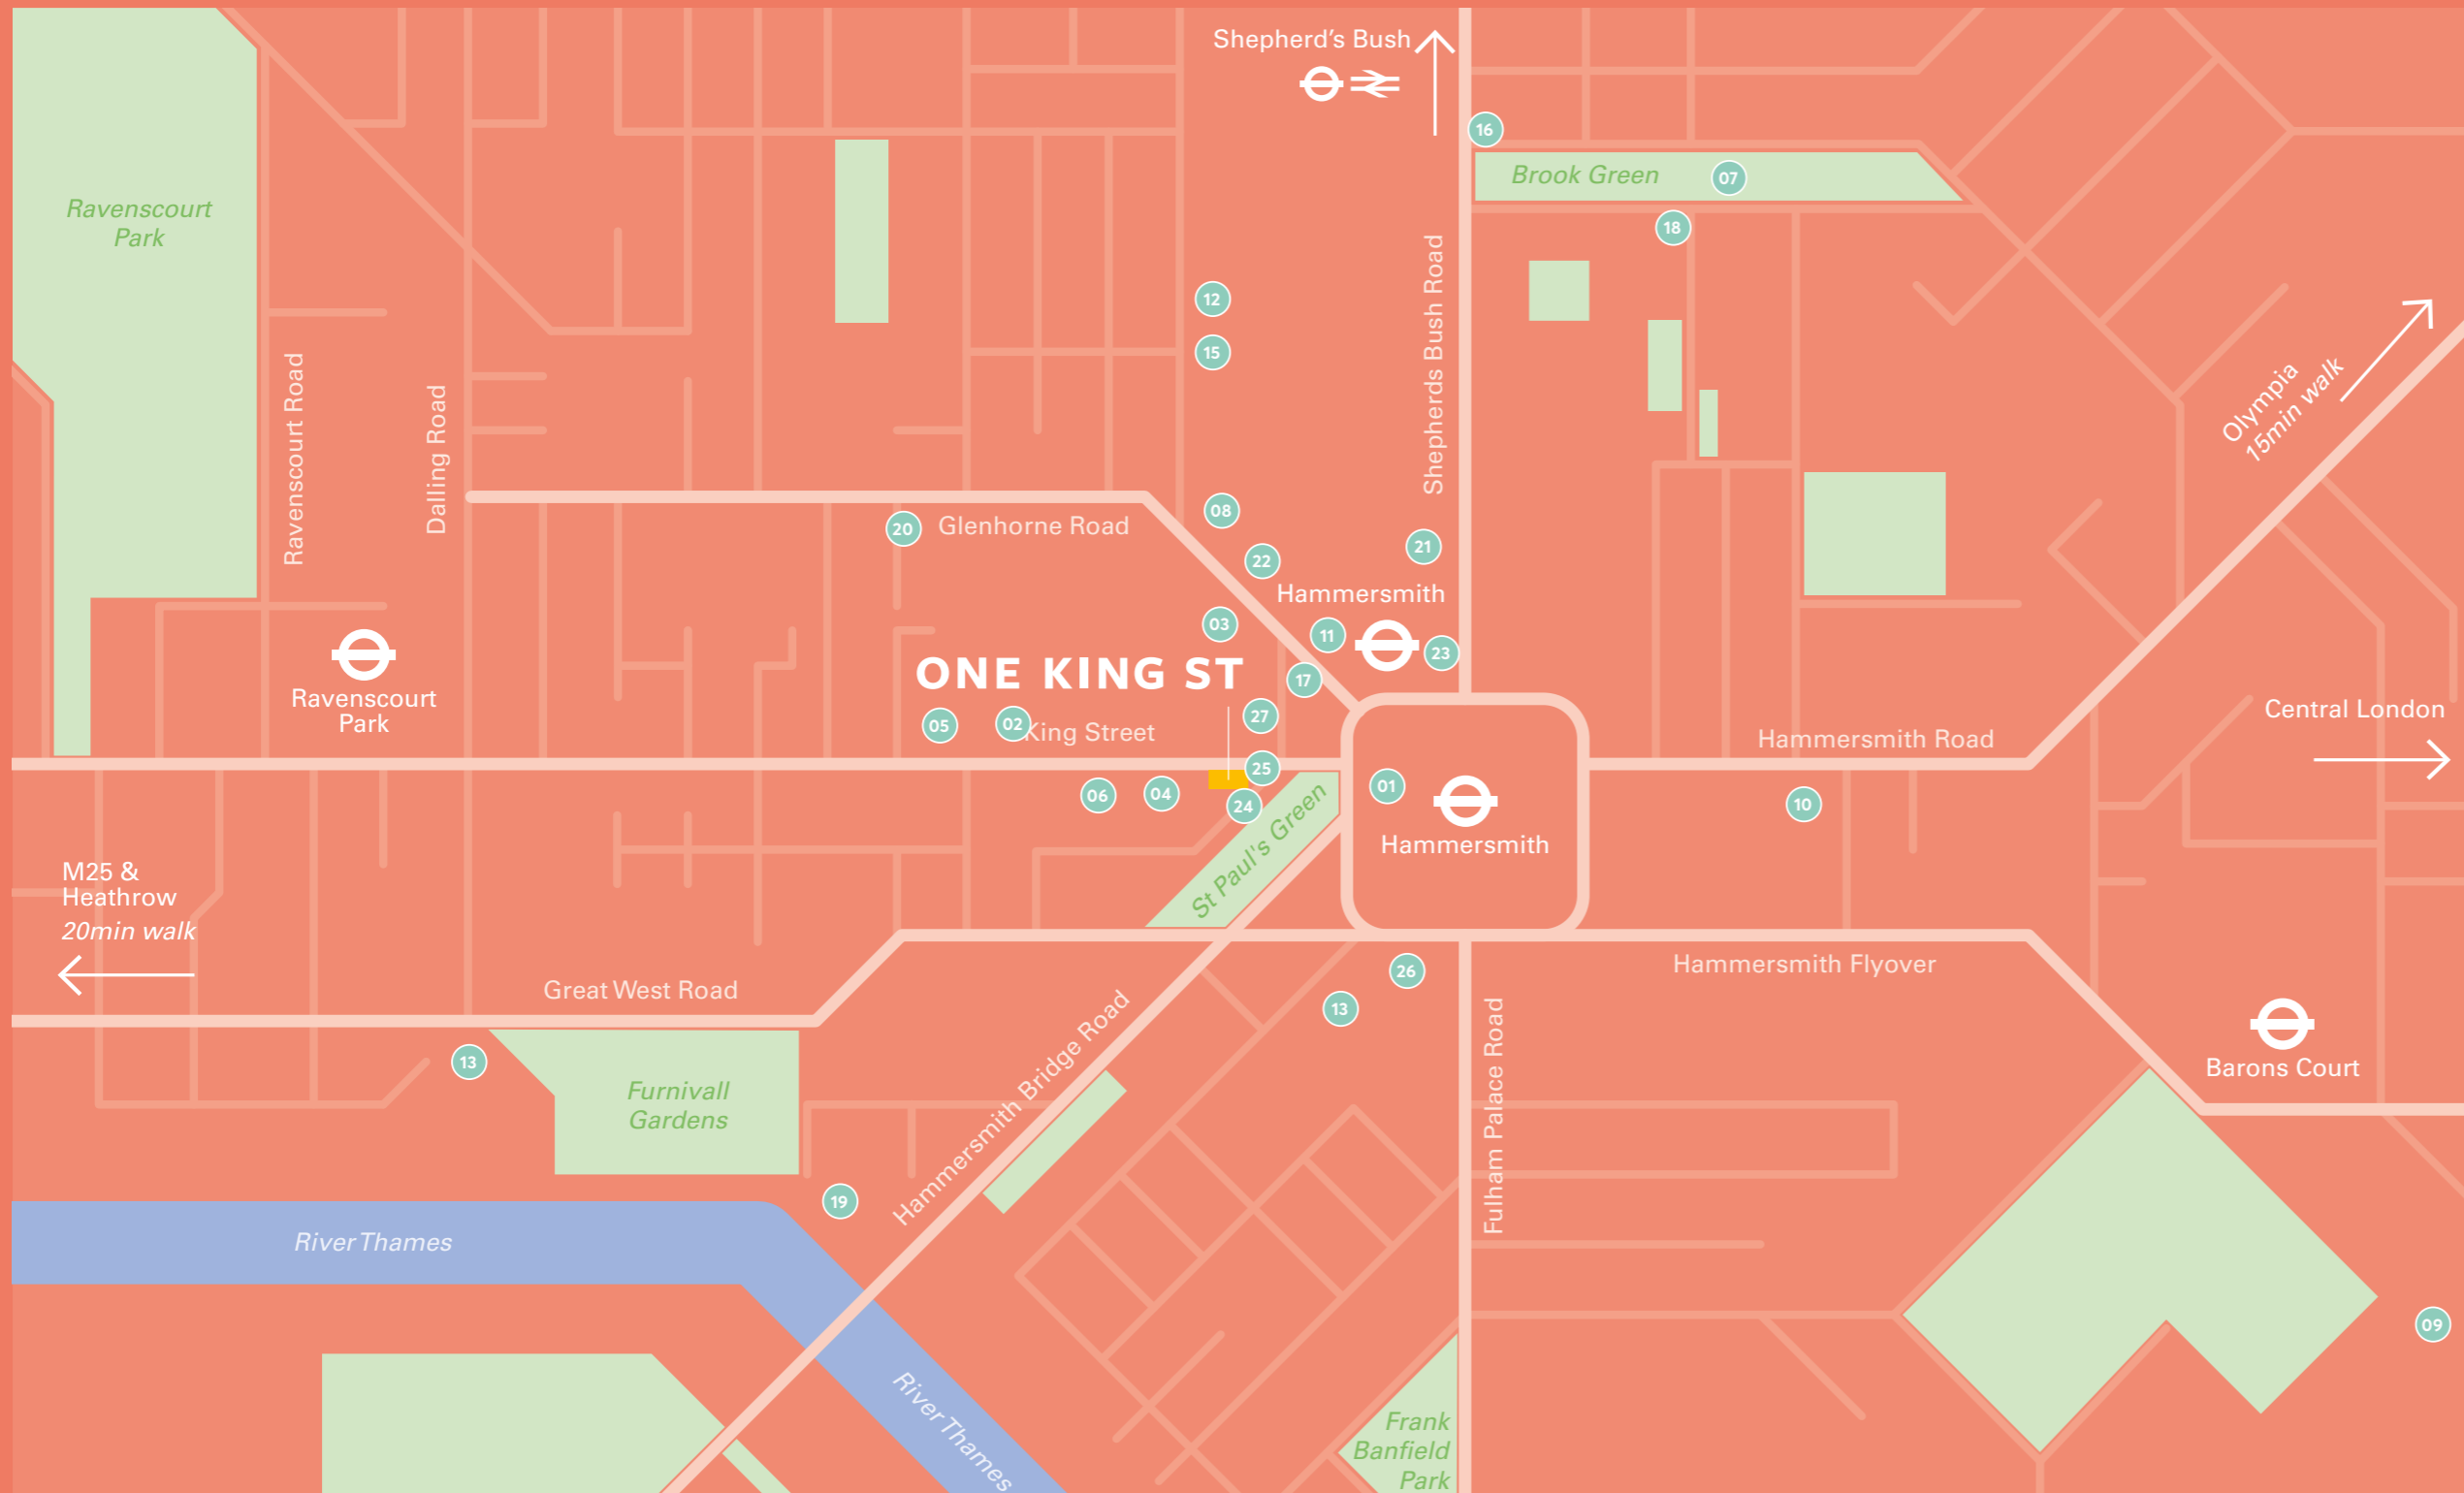 Shepherd's Bush
16
Brook Green
07
Ravenscourt
Park
18
12
15
Shepherds Bush Road
Ravenscourt Road
Dalling Road
Olympia
15min walk
20
Glenhorne Road
08
22
21
Hammersmith
03
11
23
ONE KING ST
17
Ravenscourt
Park
05
02
King Street
27
Hammersmith Road
Central London
25
06
04
24
01
10
St Paul's Green
Hammersmith
M25 &
Heathrow
20min walk
Great West Road
26
Hammersmith Flyover
13
Hammersmith Bridge Road
Fulham Palace Road
13
Furnivall
Gardens
Barons Court
19
River Thames
09
River Thames
Frank
Banfield
Park